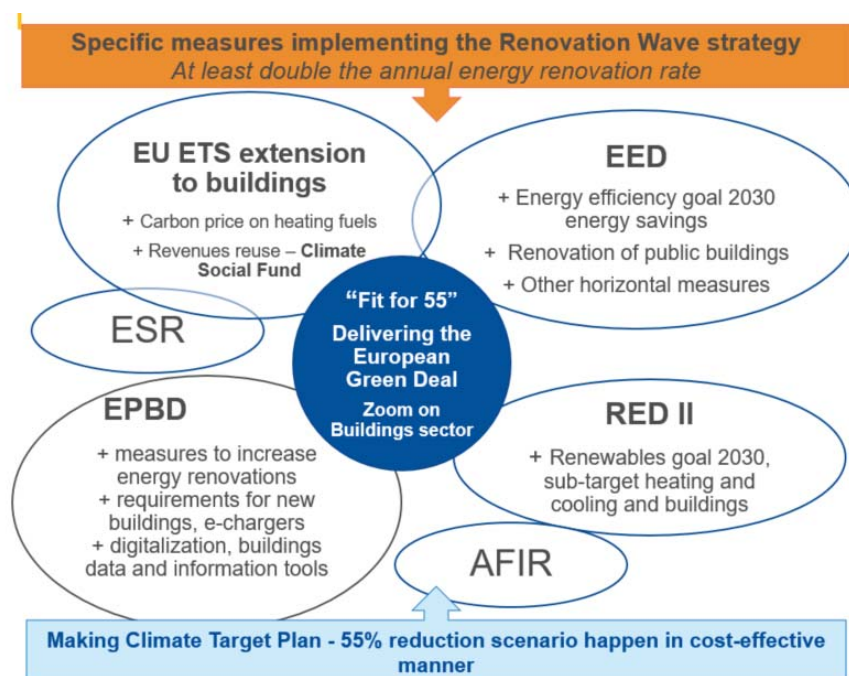 Specific measures implementing the Renovation Wave strategy
At least double the annual energy renovation rate
EU ETS extension
to buildings
+ Carbon price on heating fuels
+ Revenues reuse – Climate
Social Fund
EED
+ Energy efficiency goal 2030
energy savings
+ Renovation of public buildings
+ Other horizontal measures
ESR
"Fit for 55"
Delivering the
European
Green Deal
Zoom on
Buildings sector
EPBD
+ measures to increase
energy renovations
+ requirements for new
buildings, e-chargers
+ digitalization, buildings
data and information tools
RED II
+ Renewables goal 2030,
sub-target heating and
cooling and buildings
AFIR
Making Climate Target Plan - 55% reduction scenario happen in cost-effective
manner